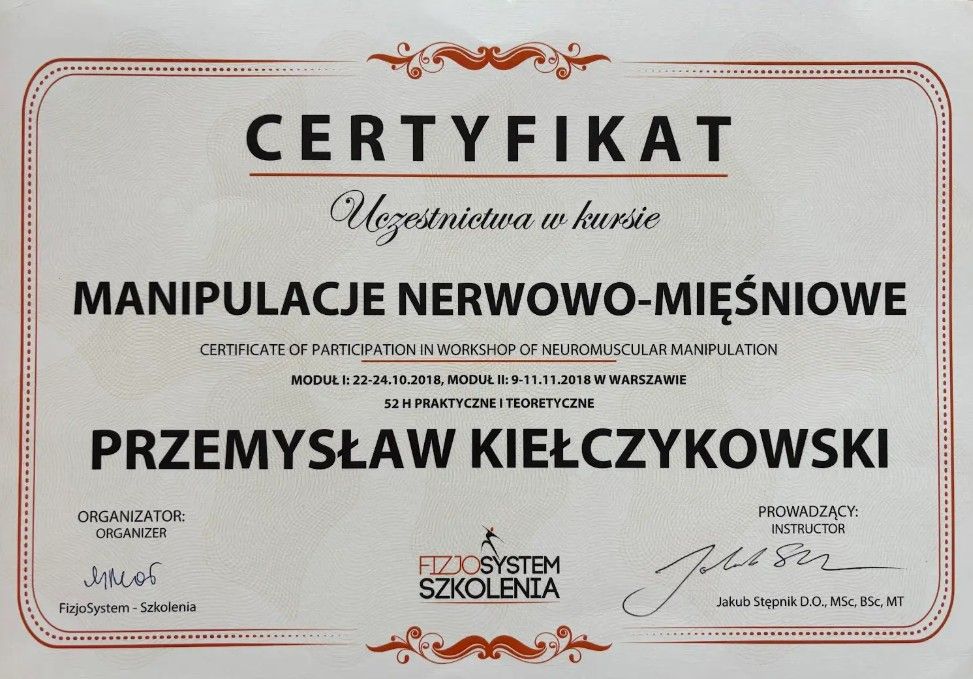 CERTYFIKAT
Uczestnictwa w kursie
MANIPULACJE NERWOWO-MIĘŚNIOWE
CERTIFICATE OF PARTICIPATION IN WORKSHOP OF NEUROMUSCULAR MANIPULATION
MODUŁ I: 22-24.10.2018, MODUŁ II: 9-11.11.2018 W WARSZAWIE
52 H PRAKTYCZNE I TEORETYCZNE
PRZEMYSŁAW KIEŁCZYKOWSKI
ORGANIZATOR:
ORGANIZER
FizjoSystem - Szkolenia
FIZJOSYSTEM
SZKOLENIA
PROWADZĄCY:
INSTRUCTOR
Jakub Stępnik D.O., MSc, BSc, MT